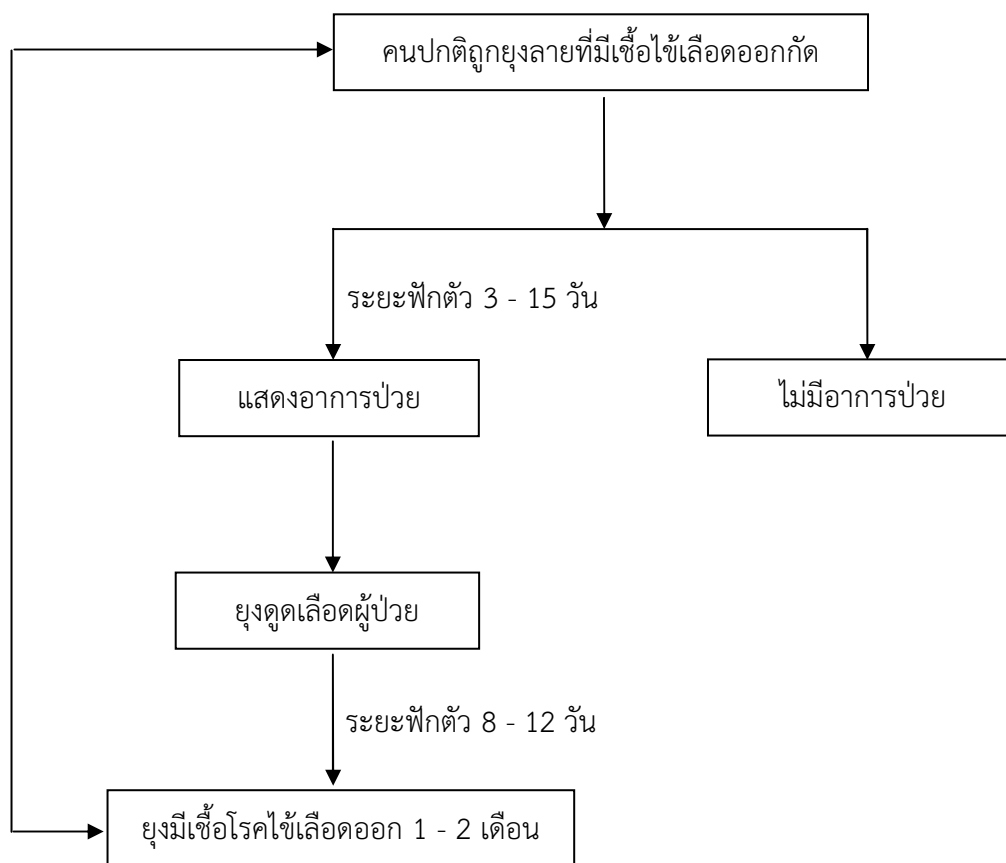 คนปกติถูกยุงลายที่มีเชื้อไข้เลือดออกกัด
ระยะฟักตัว 3 - 15 วัน
แสดงอาการป่วย
ไม่มีอาการป่วย
ยุงดูดเลือดผู้ป่วย
ระยะฟักตัว 8 - 12 วัน
ยุงมีเชื้อโรคไข้เลือดออก 1 - 2 เดือน